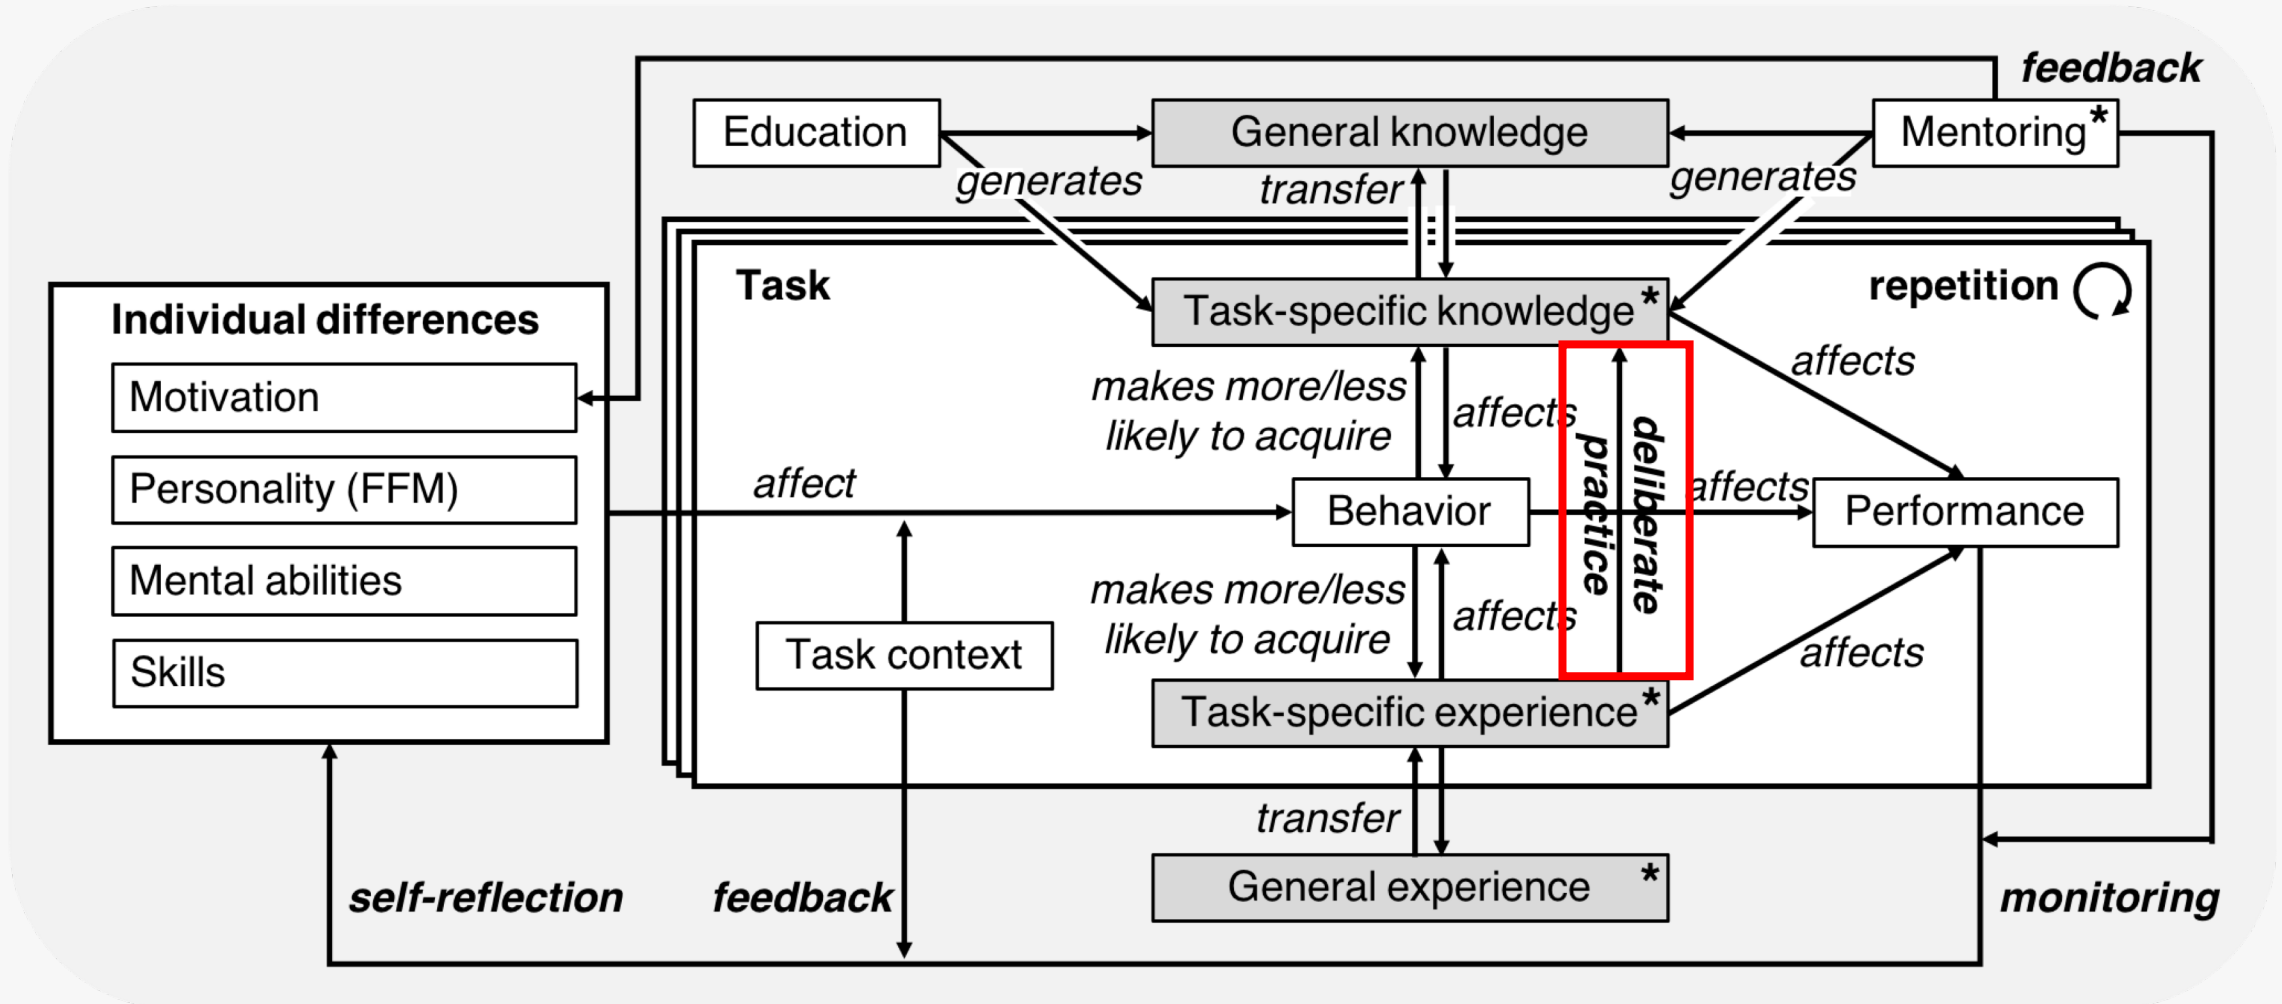 feedback
Education
General knowledge
Mentoring*
generates
transfer
generates
Task
repetition
Individual differences
Task-specific knowledge*
Motivation
makes more/less
likely to acquire
affects
affects
Personality (FFM)
affect
Behavior
deliberate
practice
affects
Performance
Mental abilities
makes more/less
likely to acquire
affects
Task context
affects
Skills
Task-specific experience*
transfer
General experience *
self-reflection
feedback
monitoring